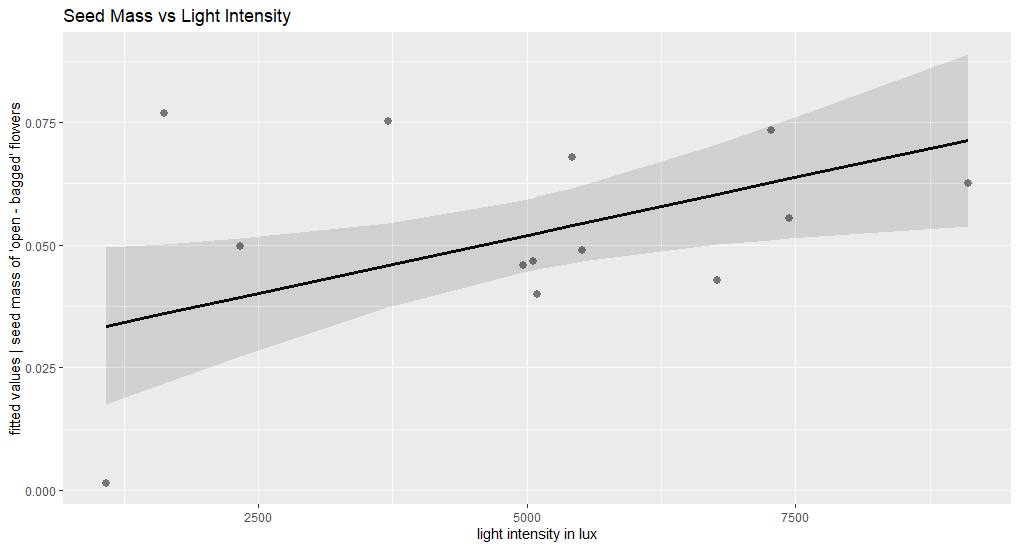 Seed Mass vs Light Intensity
fitted values | seed mass of 'open - bagged' flowers
0.075
0.050
0.025
0.000
2500
5000
7500
light intensity in lux